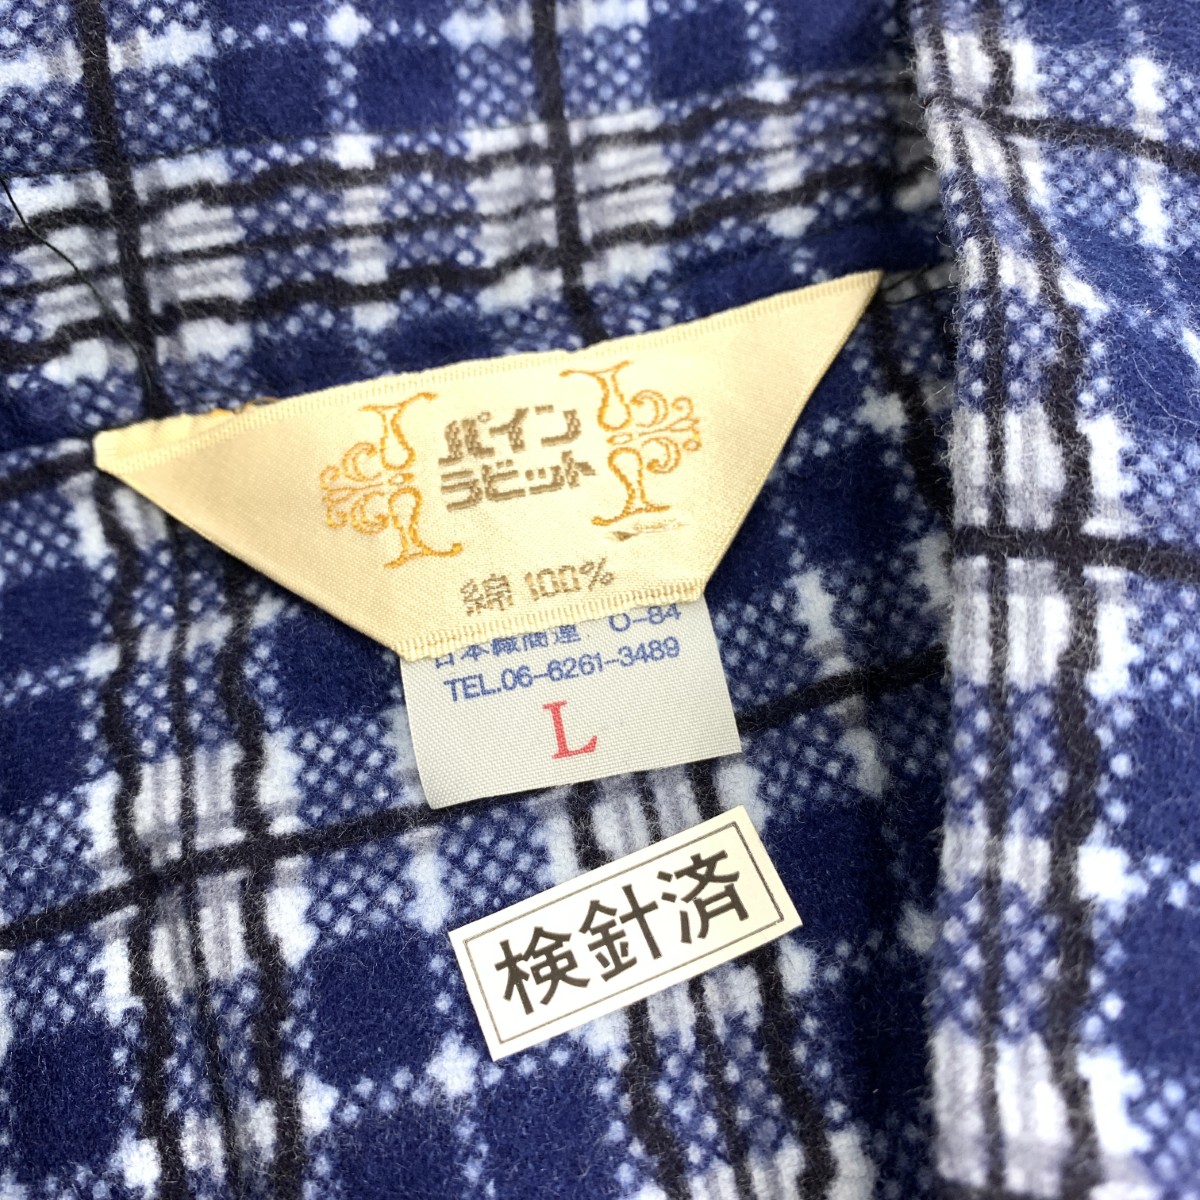 パイン
ラビット
綿 100%
日本織商連 O-84
TEL.06-6261-3489
L
検針済